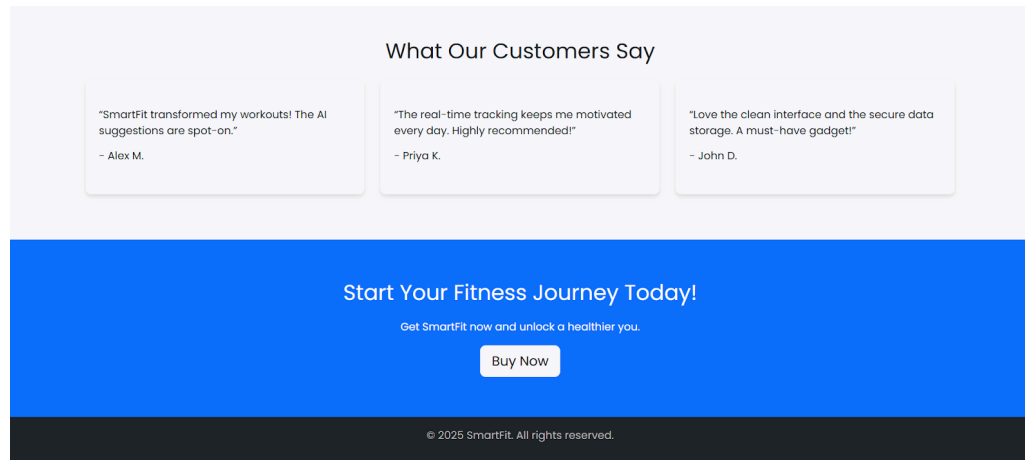 What Our Customers Say
“SmartFit transformed my workouts! The AI
suggestions are spot-on.”
- Alex M.
“The real-time tracking keeps me motivated
every day. Highly recommended!”
- Priya K.
“Love the clean interface and the secure data
storage. A must-have gadget!”
- John D.
Start Your Fitness Journey Today!
Get SmartFit now and unlock a healthier you.
Buy Now
© 2025 SmartFit. All rights reserved.